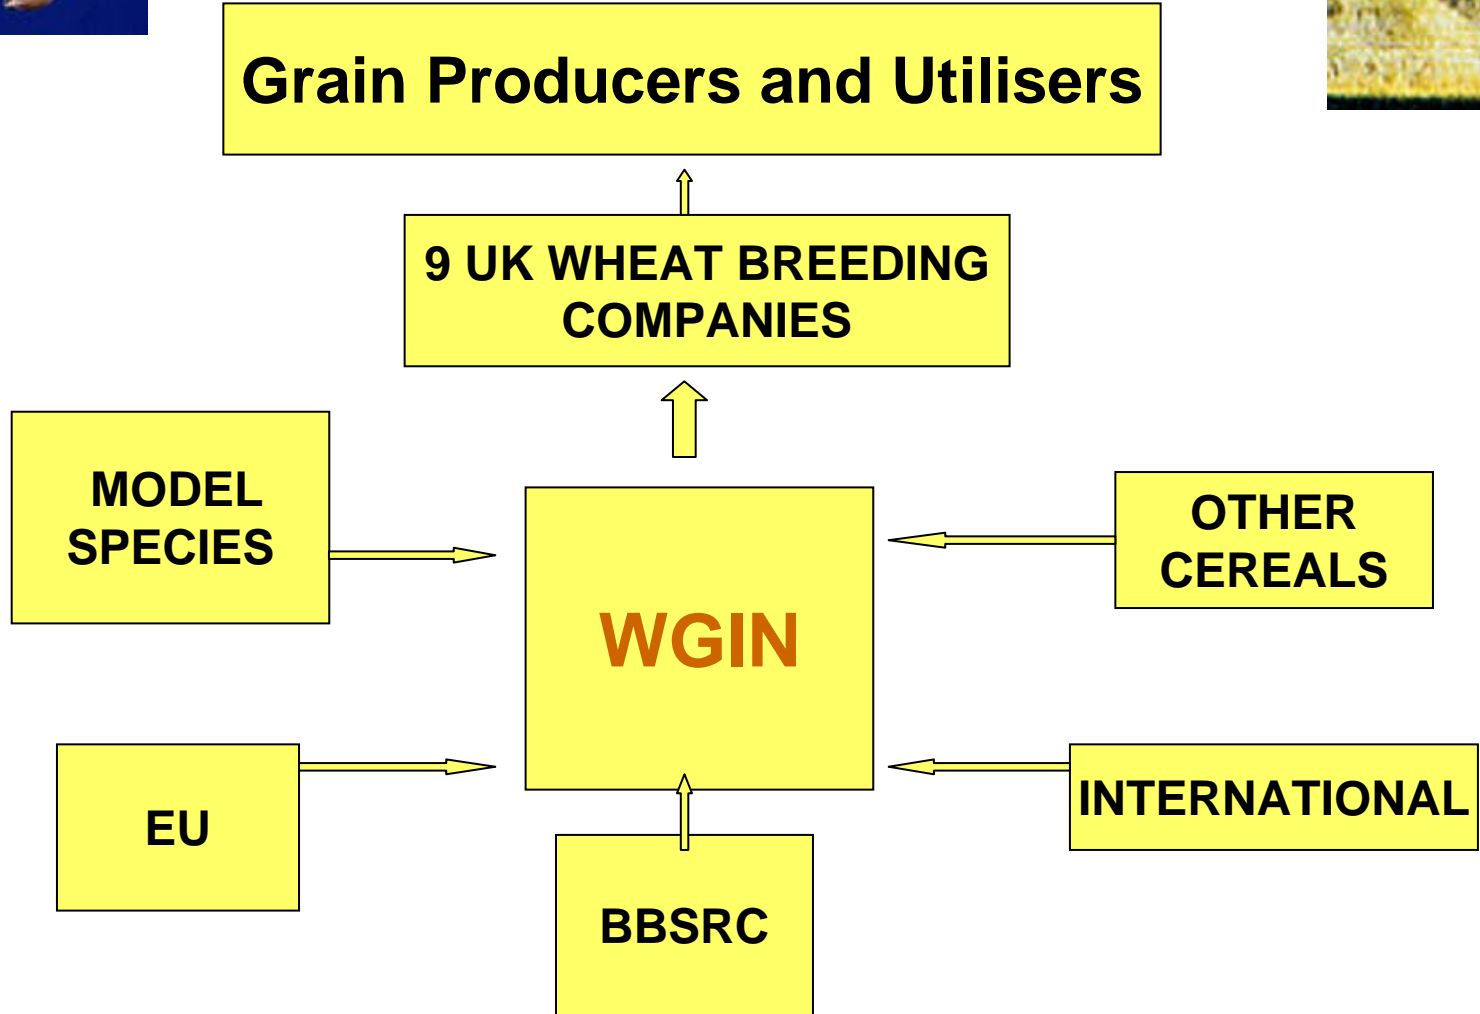 Grain Producers and Utilisers
9 UK WHEAT BREEDING
COMPANIES
MODEL
SPECIES
OTHER
CEREALS
WGIN
EU
INTERNATIONAL
BBSRC